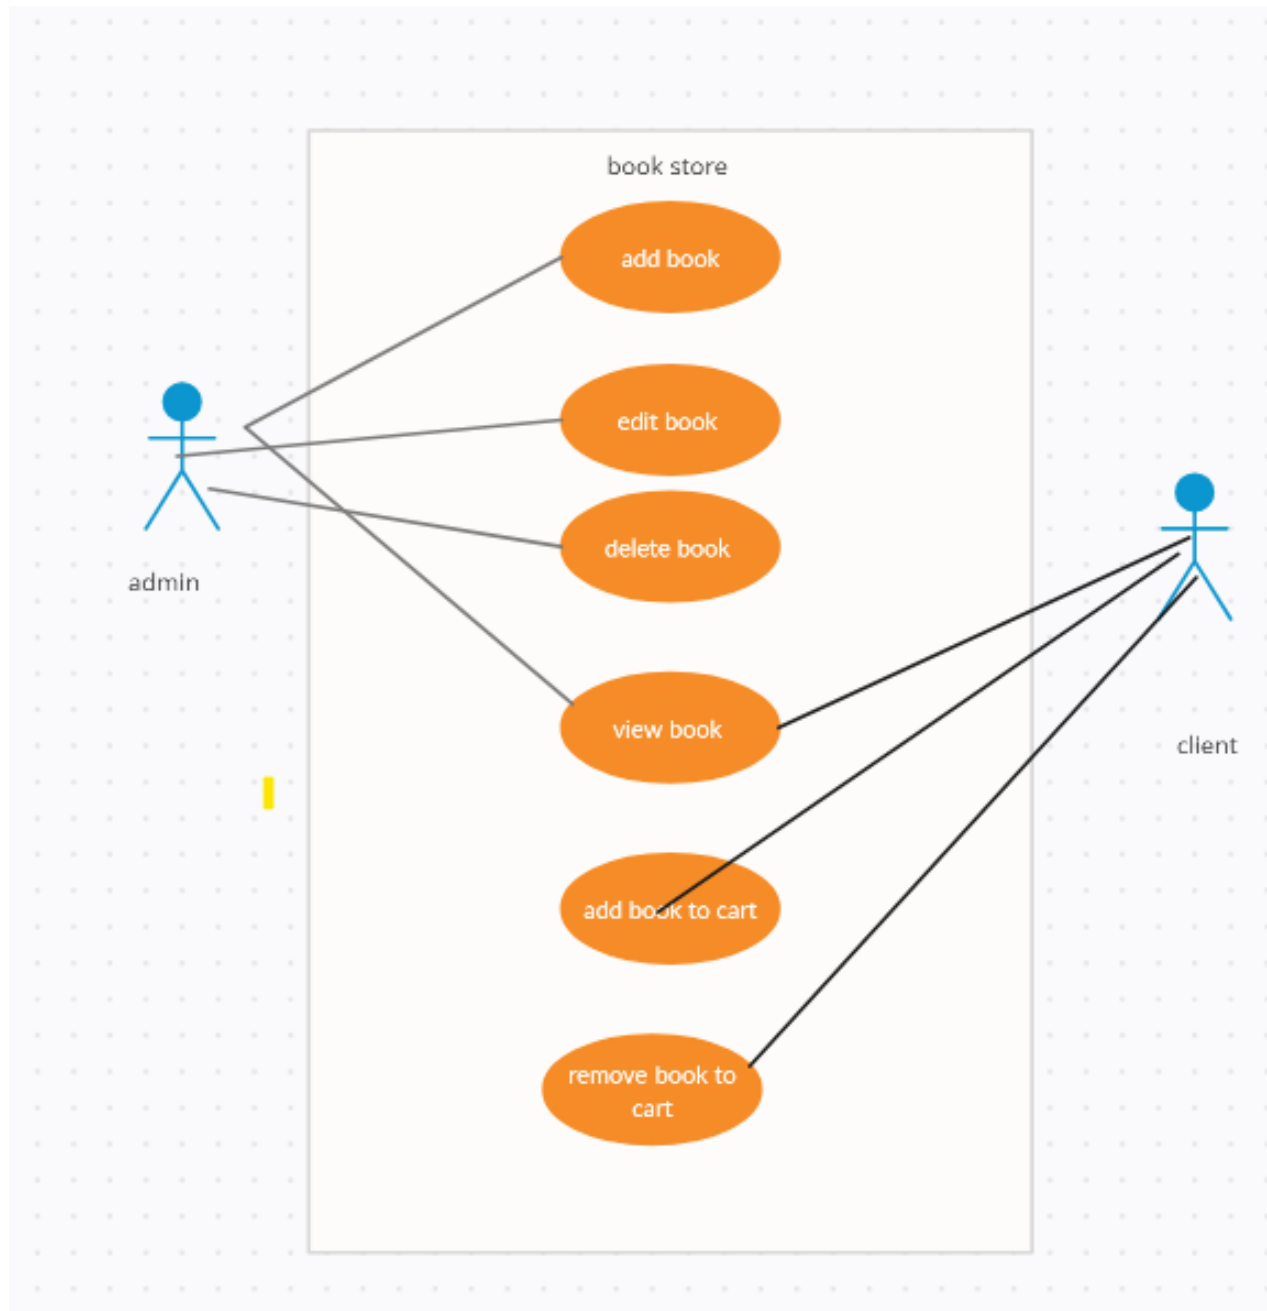 book store
add book
edit book
delete book
admin
view book
client
add book to cart
remove book to
cart